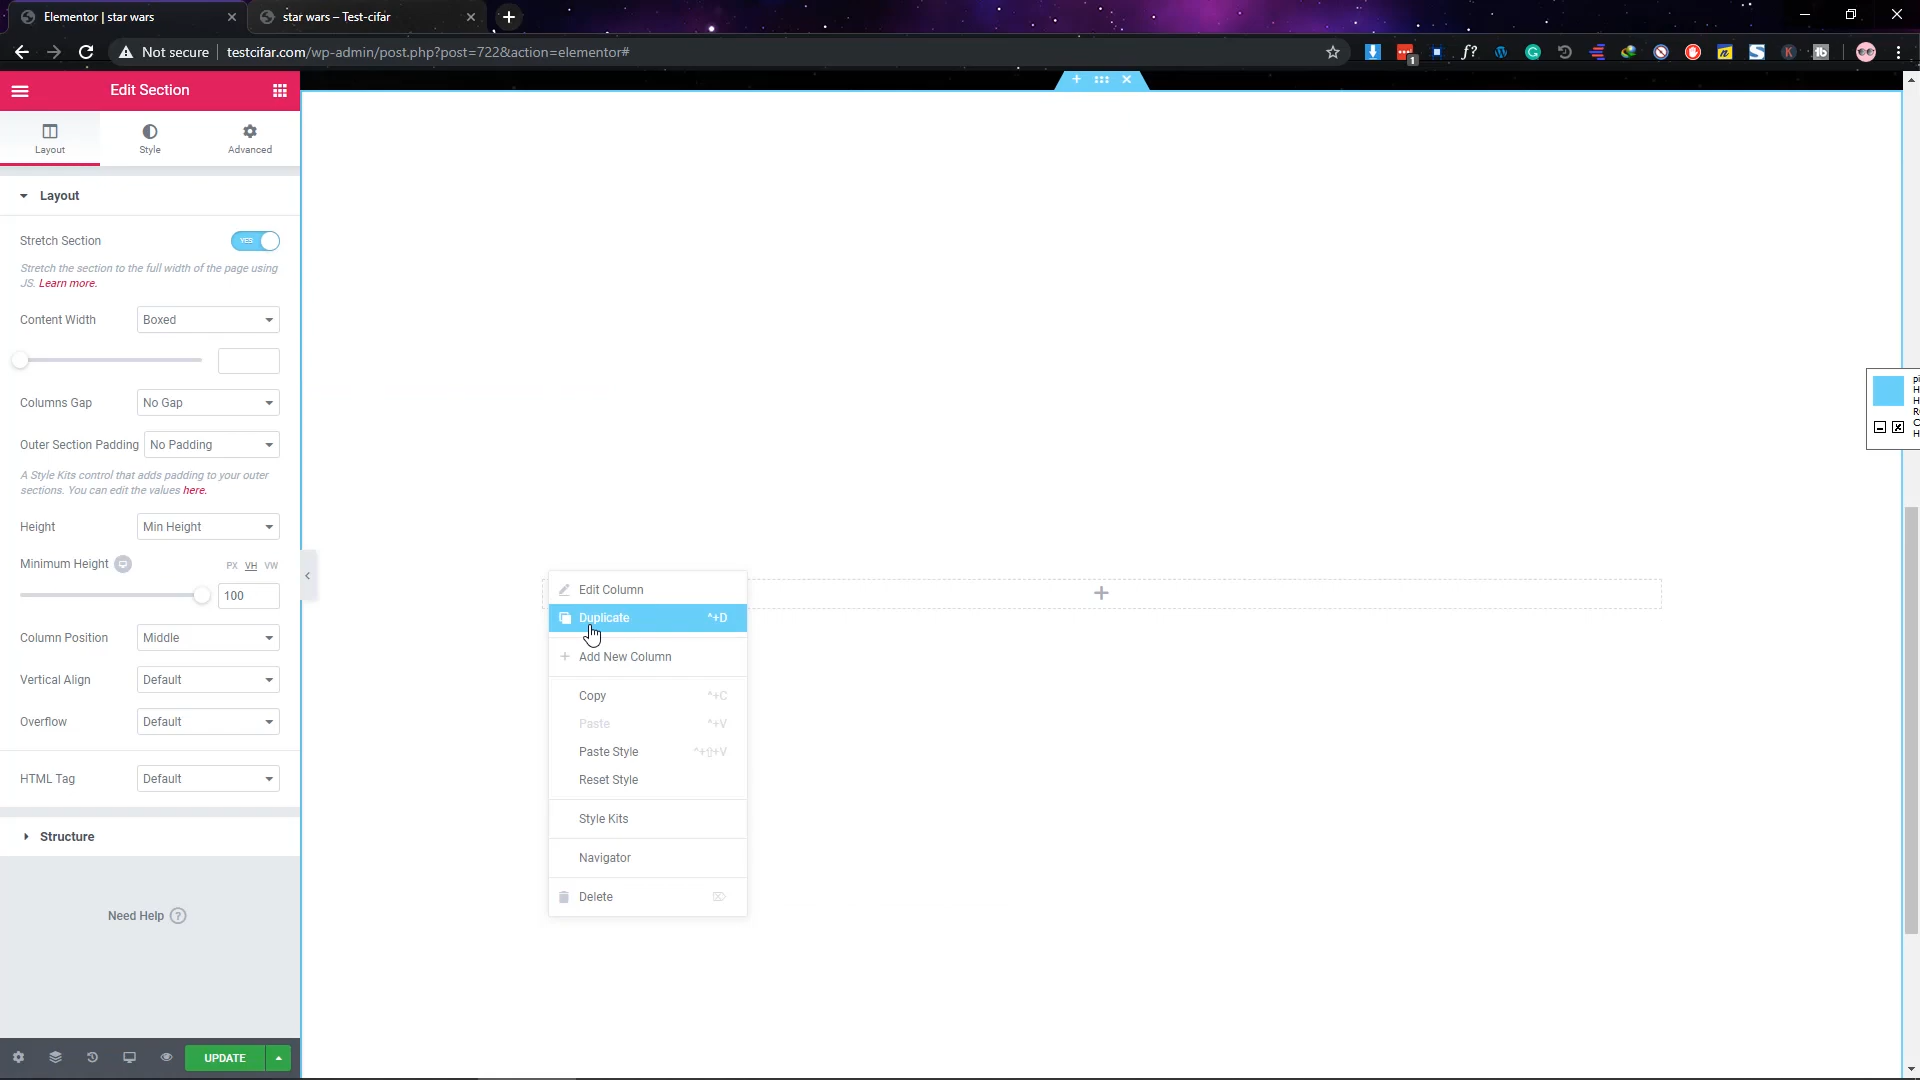 Elementor | star wars
star wars – Test-cifar
Not secure
testcifar.com/wp-admin/post.php?post=722&action=elementor#
1
Edit Section
Layout
Style
Advanced
Layout
Stretch Section
YES
Stretch the section to the full width of the page using
JS. Learn more.
Content Width
Boxed
Columns Gap
No Gap
Outer Section Padding
No Padding
A Style Kits control that adds padding to your outer
sections. You can edit the values here.
Height
Min Height
Minimum Height
PX VH VW
100
Column Position
Middle
Vertical Align
Default
Overflow
Default
HTML Tag
Default
Structure
Need Help
UPDATE
Edit Column
Duplicate ^+D
Add New Column
Copy ^+C
Paste ^+V
Paste Style ^+⇧+V
Reset Style
Style Kits
Navigator
Delete